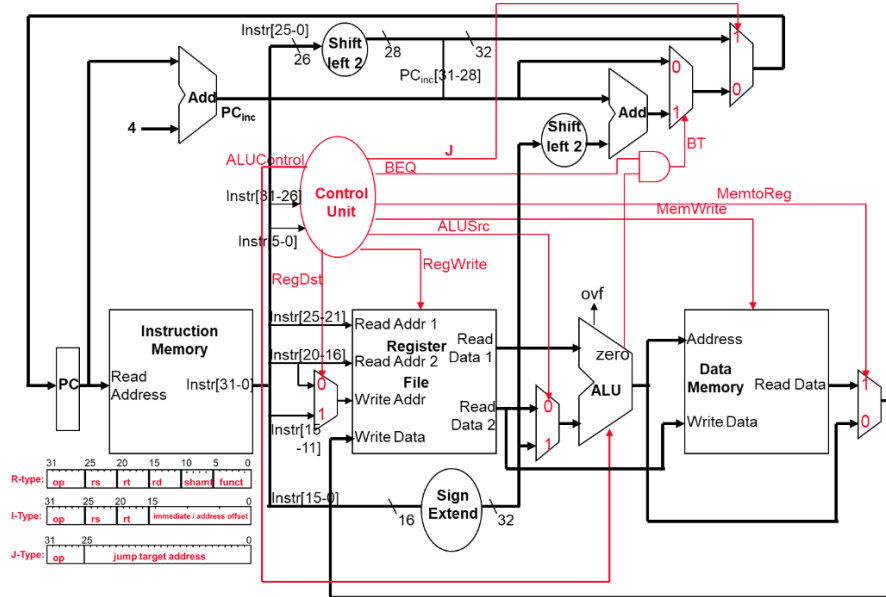 Instr[25-0]
26
Shift
left 2
28
32
1
PCinc[31-28]
0
0
Add
PCinc
4
1
Add
Shift
left 2
BT
ALUControl
J
BEQ
Instr[31-26]
Control
Unit
MemtoReg
MemWrite
Instr[5-0]
ALUSrc
RegDst
RegWrite
ovf
Instr[25-21]
Read Addr 1
Instruction
Memory
Register
Read
Data 1
zero
Address
Instr[20-16]
Read Addr 2
File
Data
Memory
PC
Read
Address
Instr[31-0]
0
Write Addr
Read
Data 2
0
ALU
Read Data
1
1
Instr[15
-11]
Write Data
1
Write Data
0
31 25 20 15 10 5 0
R-type: op rs rt rd shamt funct
Instr[15-0]
16
Sign
Extend
32
31 25 20 15 0
I-Type: op rs rt immediate / address offset
31 25 0
J-Type: op jump target address